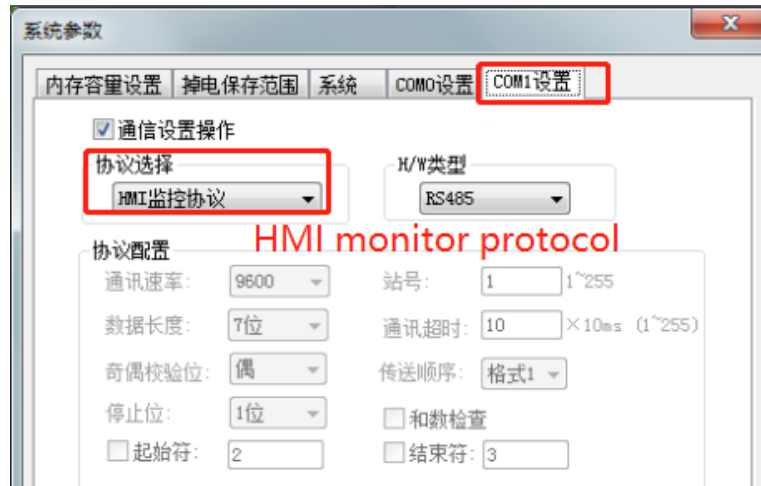 系统参数
内存容量设置 掉电保存范围 系统 COM0设置 COM1设置
通信设置操作
协议选择 H/W类型
HMI监控协议 RS485
HMI monitor protocol
协议配置
通讯速率: 9600 站号: 1 1~255
数据长度: 7位 通讯超时: 10 ×10ms (1~255)
奇偶校验位: 偶 传送顺序: 格式1
停止位: 1位 和数检查
起始符: 2 结束符: 3